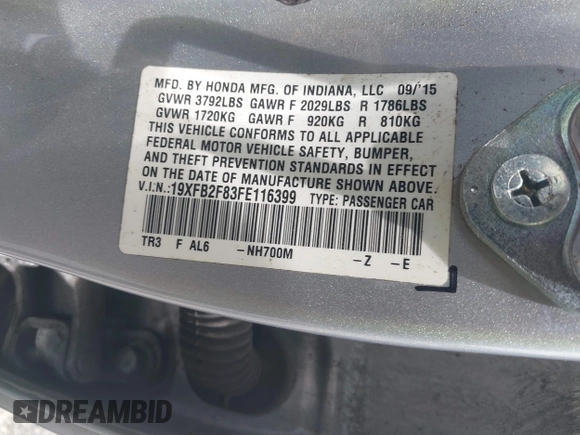 MFD. BY HONDA MFG. OF INDIANA, LLC 09/15
GVWR 3792LBS GAWR F 2029LBS R 1786LBS
GVWR 1720KG GAWR F 920KG R 810KG
THIS VEHICLE CONFORMS TO ALL APPLICABLE
FEDERAL MOTOR VEHICLE SAFETY, BUMPER,
AND THEFT PREVENTION STANDARDS IN EFFECT
ON THE DATE OF MANUFACTURE SHOWN ABOVE.
V.I.N.:19XFB2F83FE116399 TYPE: PASSENGER CAR
TR3 F AL6 -NH700M -Z -E
DREAMBID